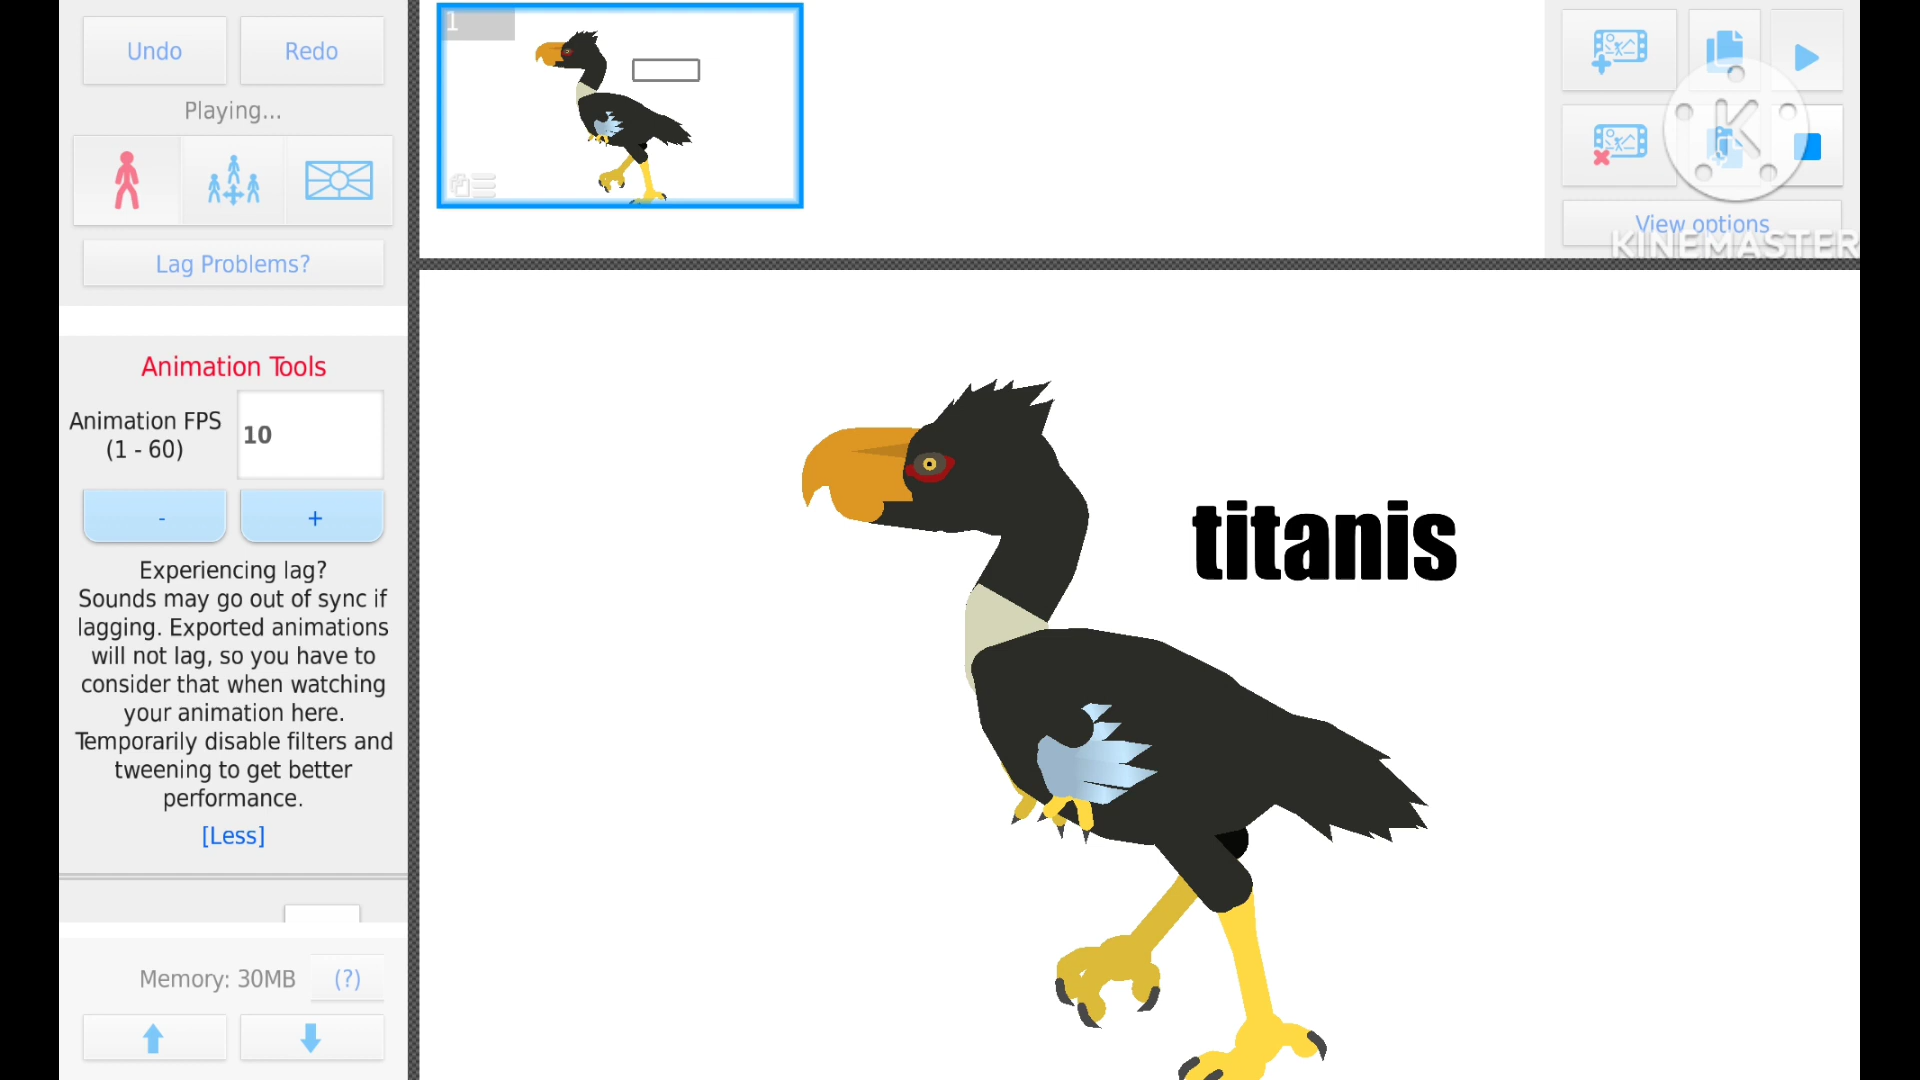 Undo
Redo
Playing...
Lag Problems?
Animation Tools
Animation FPS
(1 - 60)
10
-
+
Experiencing lag?
Sounds may go out of sync if
lagging. Exported animations
will not lag, so you have to
consider that when watching
your animation here.
Temporarily disable filters and
tweening to get better
performance.
[Less]
Memory: 30MB
(?)
1
K
View options
KINEMASTER
titanis